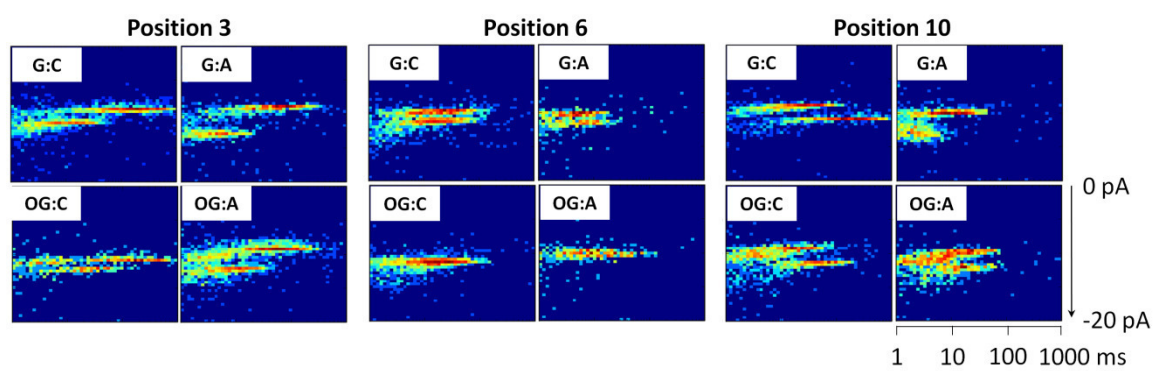 Position 3 Position 6 Position 10
G:C G:A G:C G:A G:C G:A
OG:C OG:A OG:C OG:A OG:C OG:A
0 pA
-20 pA
1 10 100 1000 ms